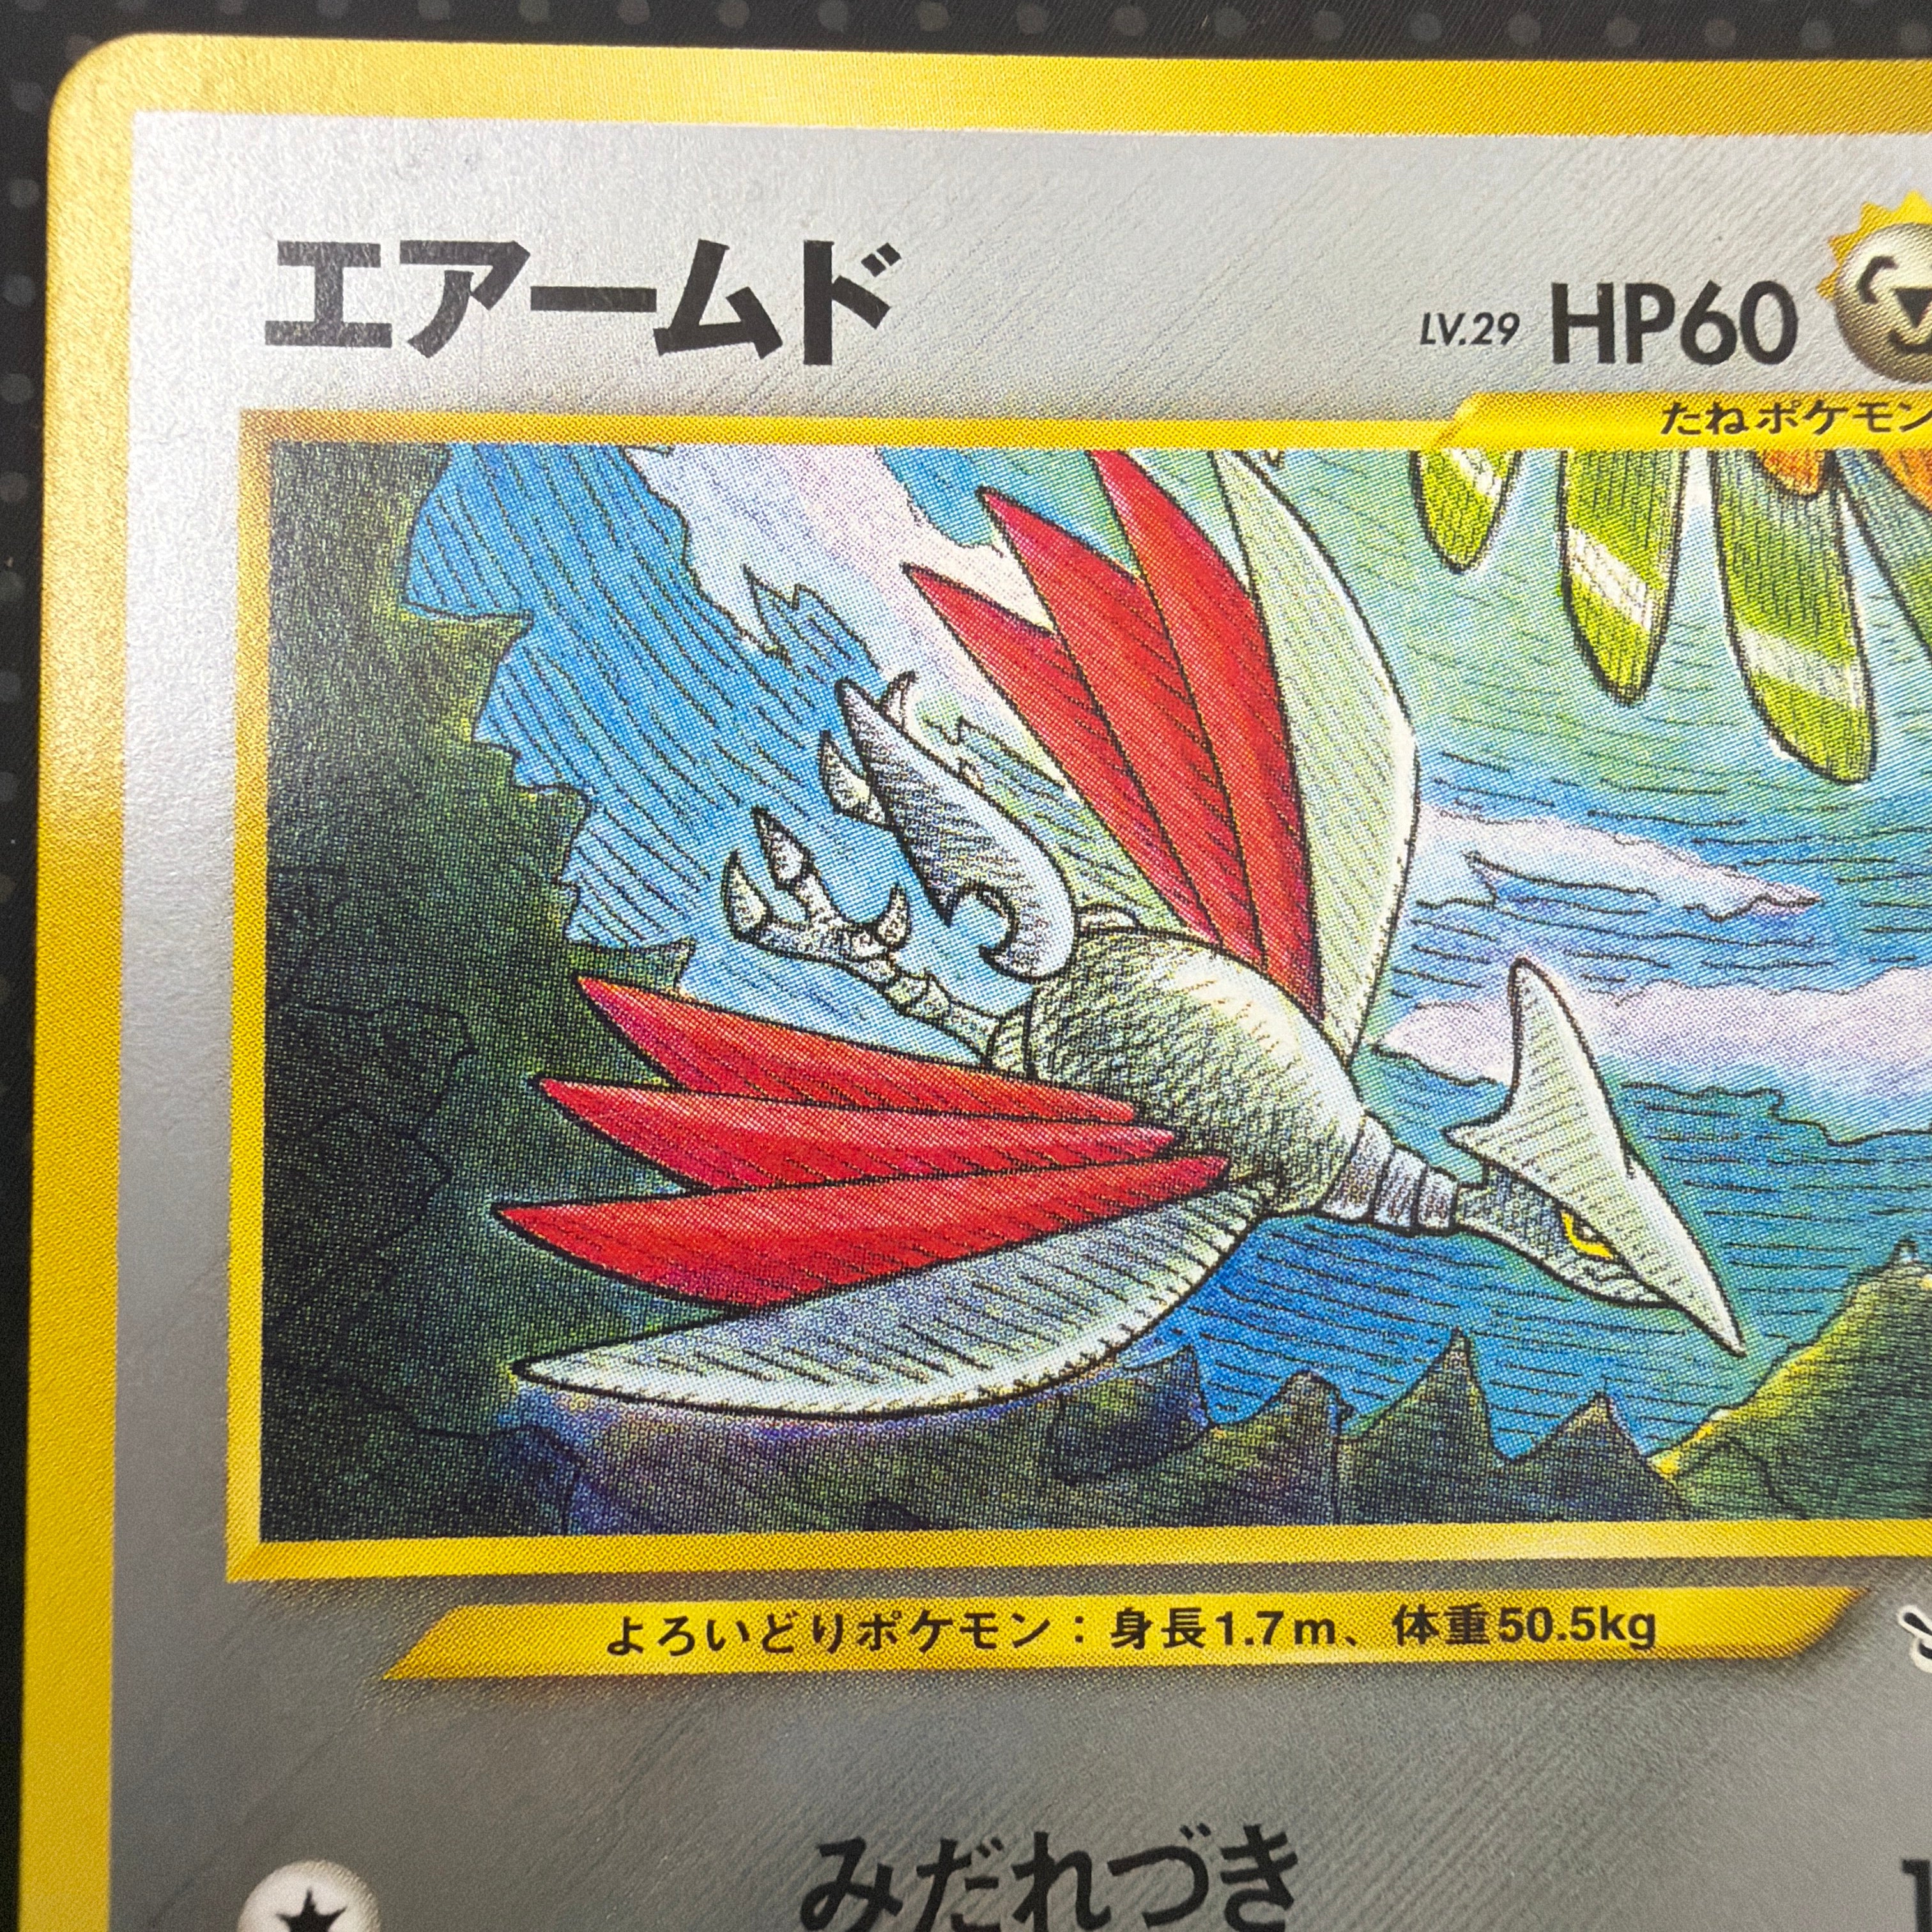 エアームド
LV.29 HP60
たねポケモン
よろいどりポケモン：身長1.7m、体重50.5kg
みだれづき